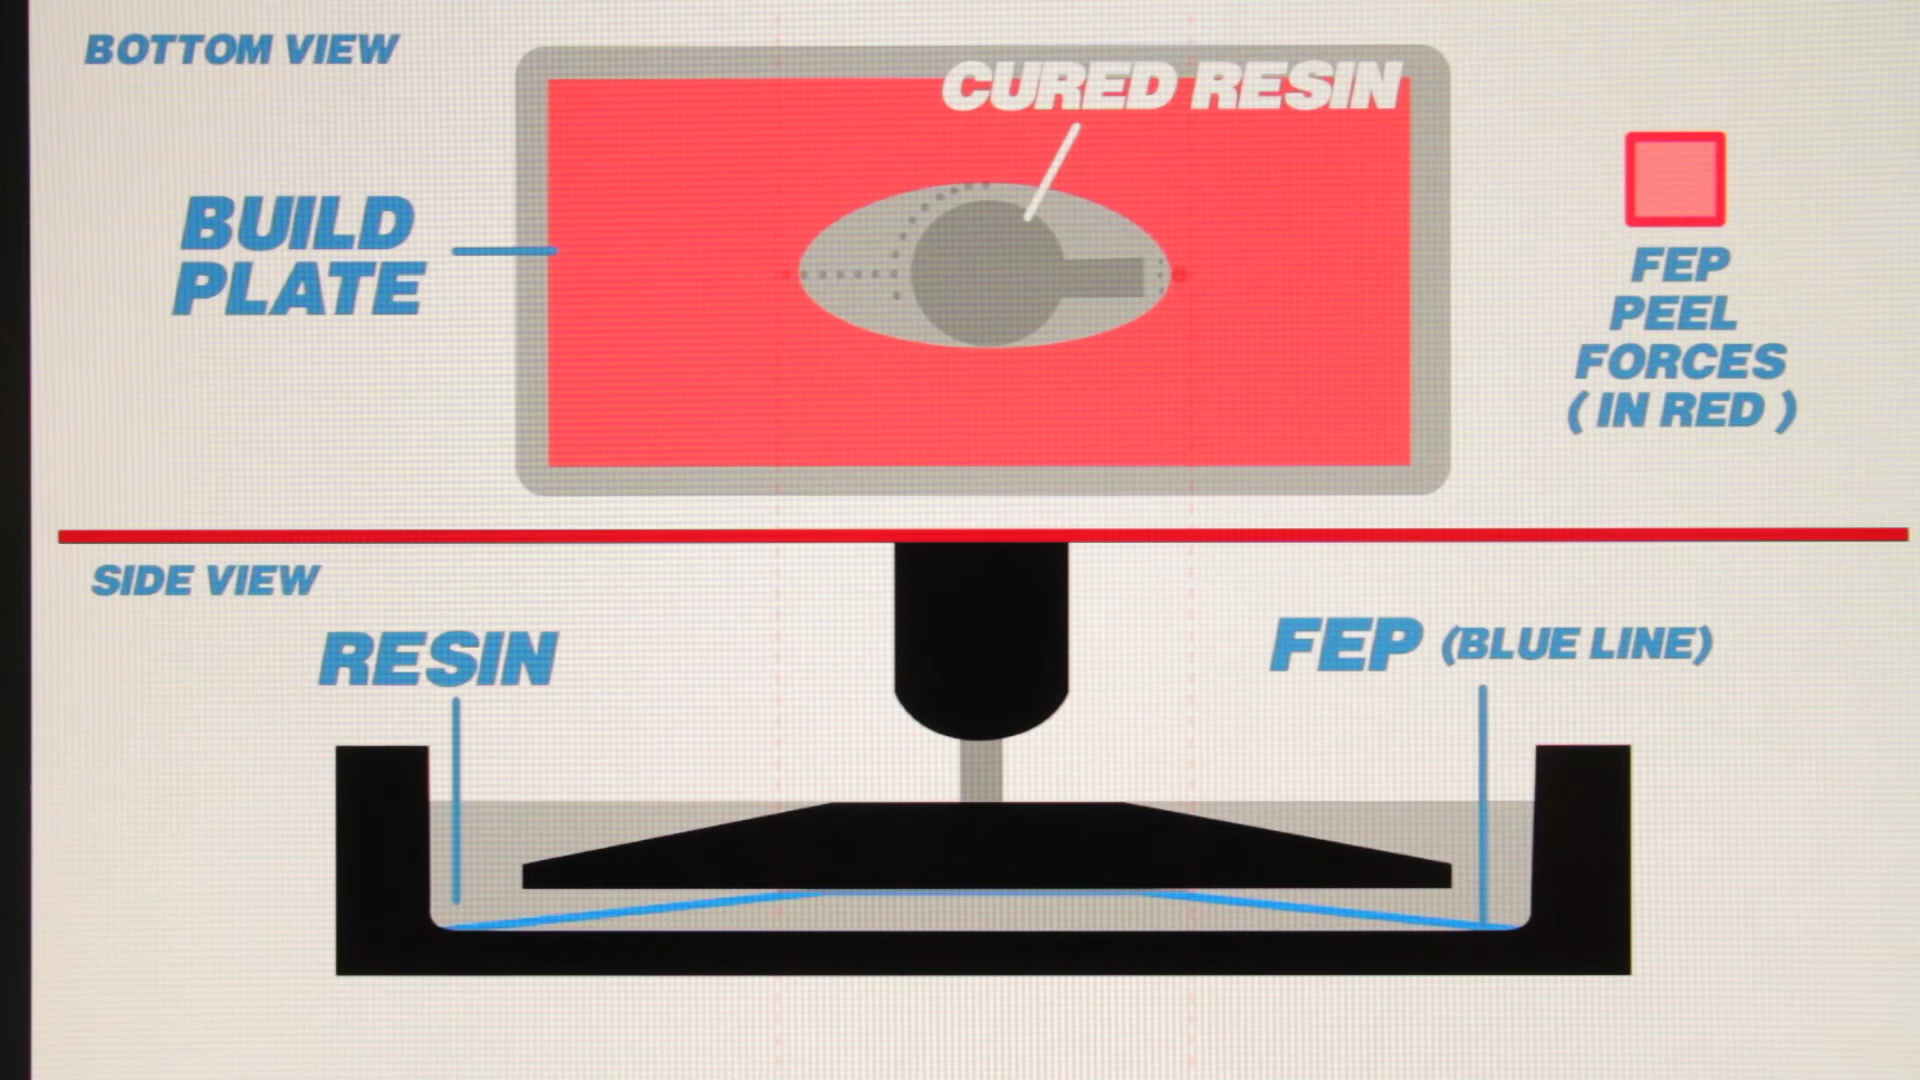 BOTTOM VIEW
CURED RESIN
BUILD
PLATE
FEP
PEEL
FORCES
( IN RED )
SIDE VIEW
RESIN
FEP (BLUE LINE)